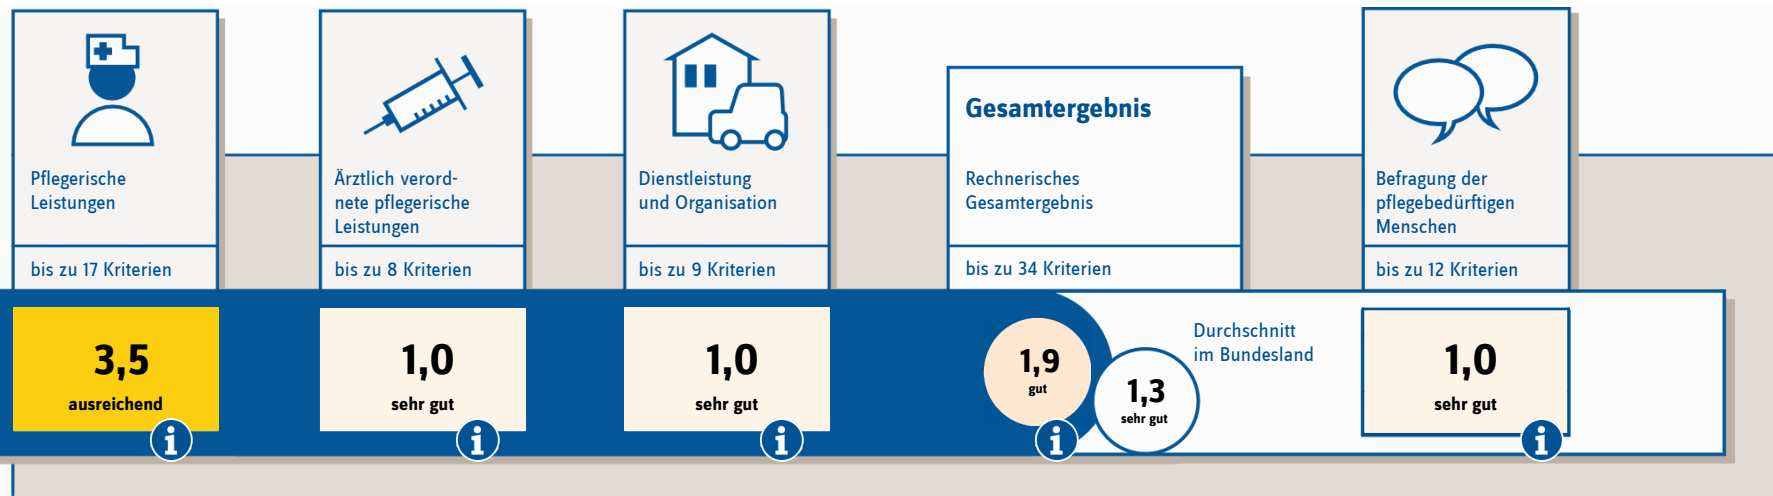 Pflegerische
Leistungen
bis zu 17 Kriterien
3,5
ausreichend
i
Ärztlich verord-
nete pflegerische
Leistungen
bis zu 8 Kriterien
1,0
sehr gut
i
Dienstleistung
und Organisation
bis zu 9 Kriterien
1,0
sehr gut
i
Gesamtergebnis
Rechnerisches
Gesamtergebnis
bis zu 34 Kriterien
1,9
gut
i
1,3
sehr gut
Durchschnitt
im Bundesland
Befragung der
pflegebedürftigen
Menschen
bis zu 12 Kriterien
1,0
sehr gut
i